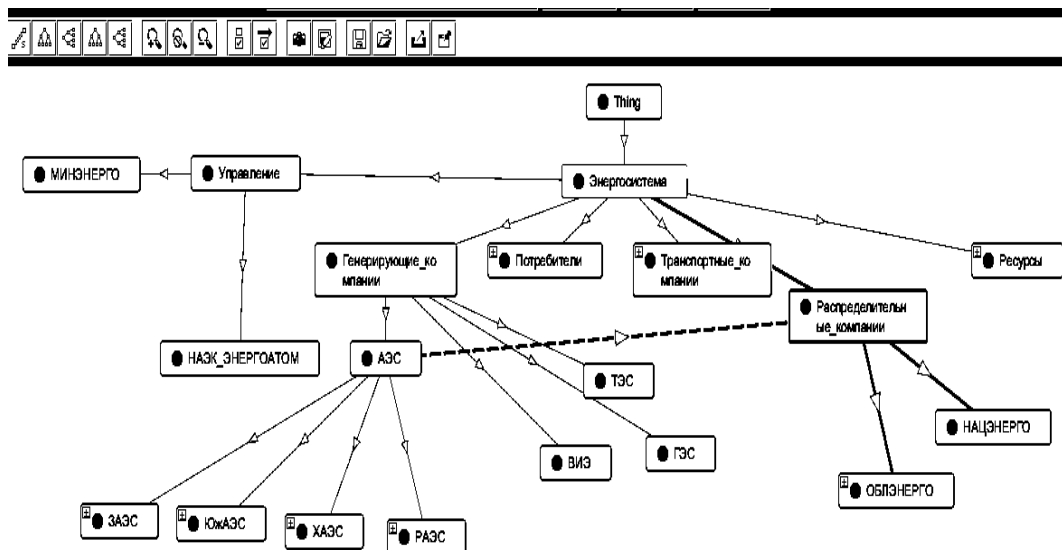 Thing
МИНЭНЕРГО
Управление
Энергосистема
Генерирующие_ко
мпании
Потребители
Транспортные_ко
мпании
Ресурсы
Распределительн
ые_компании
НАЭК_ЭНЕРГОАТОМ
АЭС
ТЭС
НАЦЭНЕРГО
ВИЭ
ГЭС
ОБЛЭНЕРГО
ЗАЭС
ЮжАЭС
ХАЭС
РАЭС